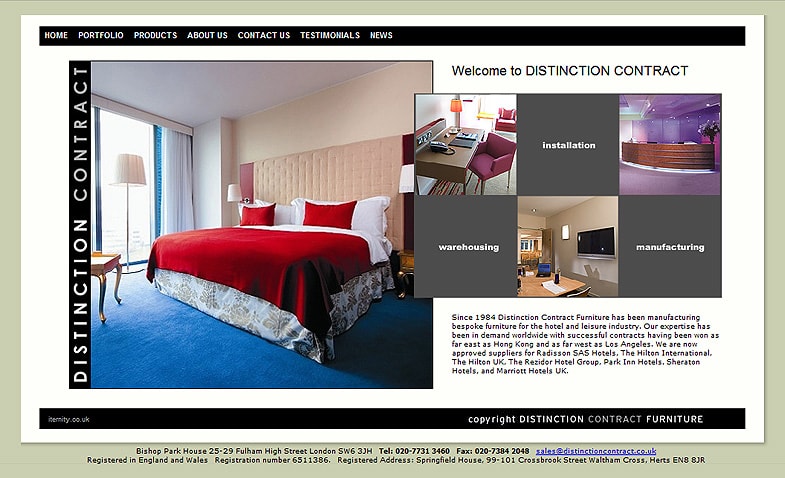 HOME PORTFOLIO PRODUCTS ABOUT US CONTACT US TESTIMONIALS NEWS
DISTINCTION CONTRACT
Welcome to DISTINCTION CONTRACT
installation
warehousing
manufacturing
Since 1984 Distinction Contract Furniture has been manufacturing
bespoke furniture for the hotel and leisure industry. Our expertise has
been in demand worldwide with successful contracts having been won as
far east as Hong Kong and as far west as Los Angeles. We are now
approved suppliers for Radisson SAS Hotels, The Hilton International,
The Hilton UK, The Rezidor Hotel Group, Park Inn Hotels, Sheraton
Hotels, and Marriott Hotels UK.
iternity.co.uk
copyright DISTINCTION CONTRACT FURNITURE
Bishop Park House 25-29 Fulham High Street London SW6 3JH Tel: 020-7731 3460 Fax: 020-7384 2048 sales@distinctioncontract.co.uk
Registered in England and Wales Registration number 6511386. Registered Address: Springfield House, 99-101 Crossbrook Street Waltham Cross, Herts EN8 8JR